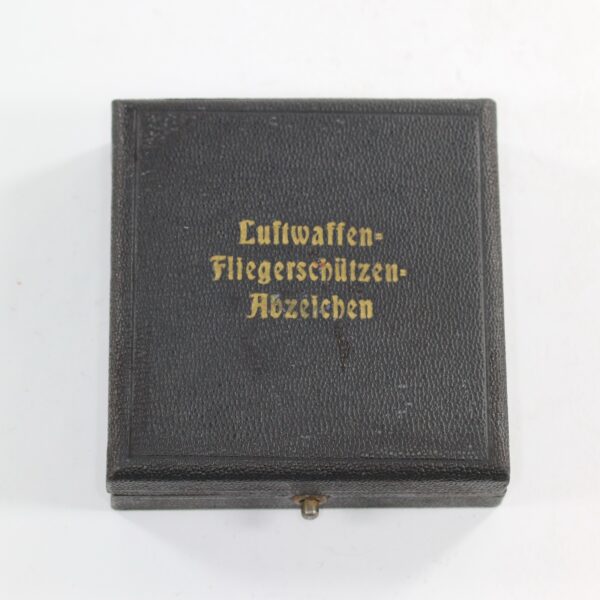 Luftwaffen-
Fliegerschützen-
Abzeichen